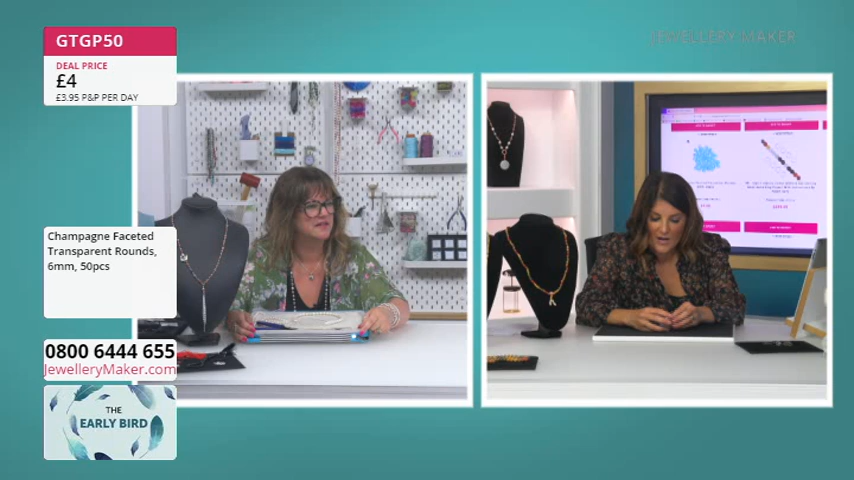 GTGP50
JEWELLERY MAKER
DEAL PRICE
£4
£3.95 P&P PER DAY
Champagne Faceted
Transparent Rounds,
6mm, 50pcs
0800 6444 655
JewelleryMaker.com
THE
EARLY BIRD